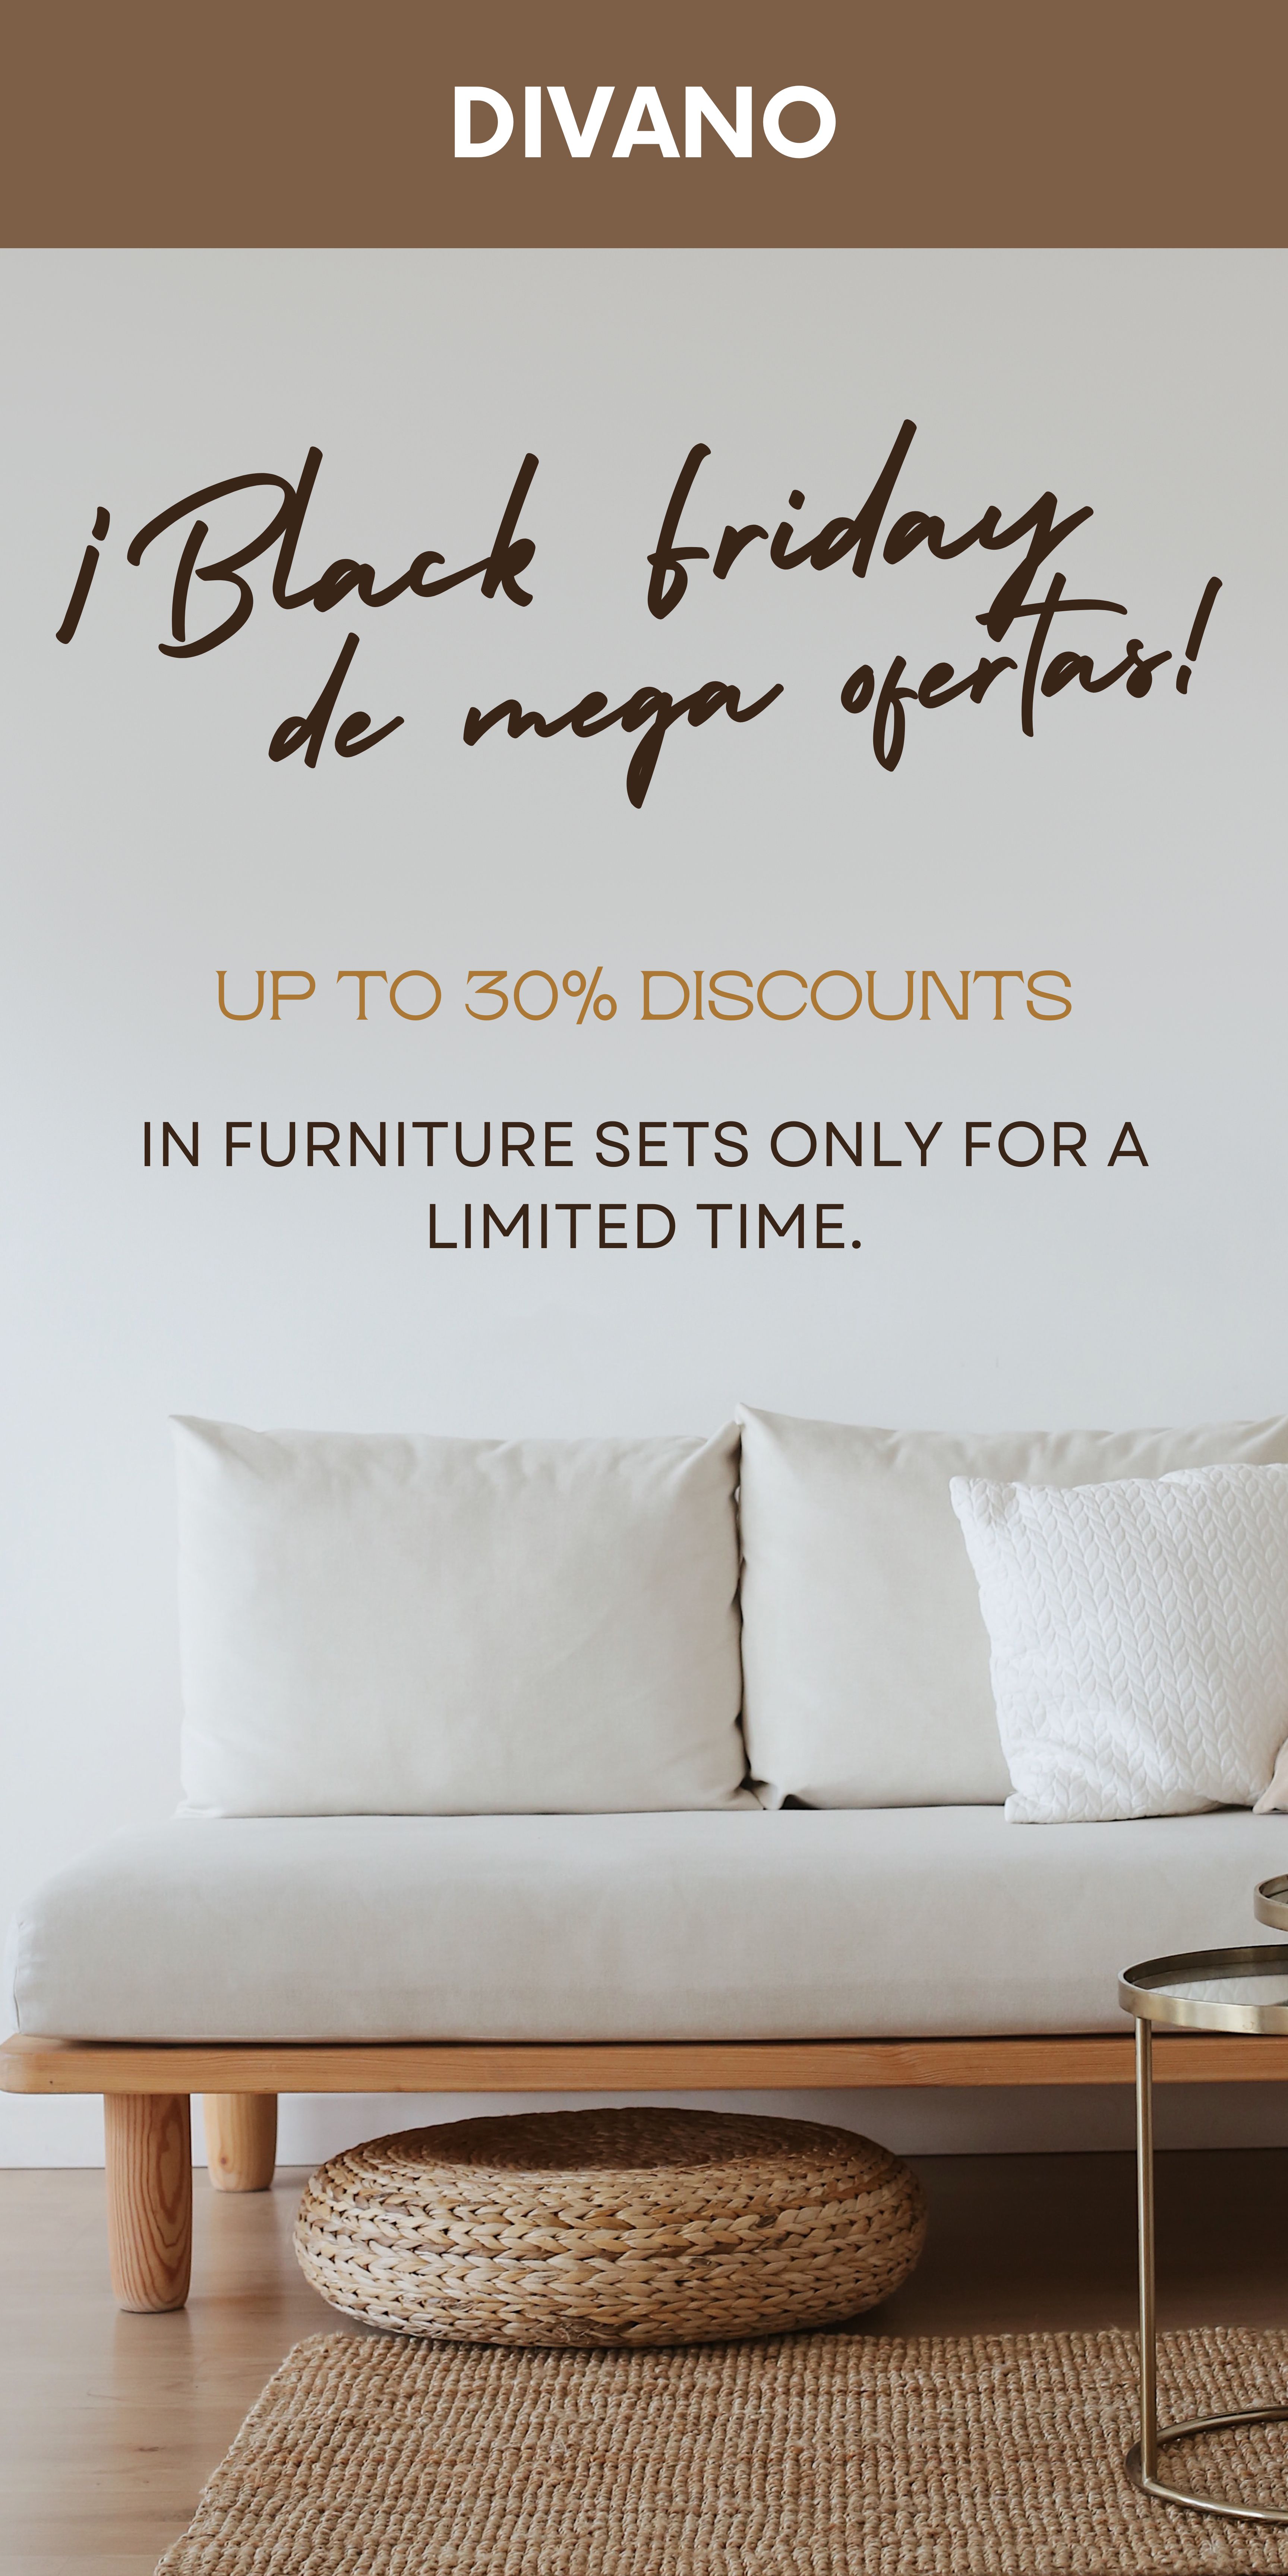 DIVANO
¡Black friday
de mega ofertas!
UP TO 30% DISCOUNTS
IN FURNITURE SETS ONLY FOR A
LIMITED TIME.